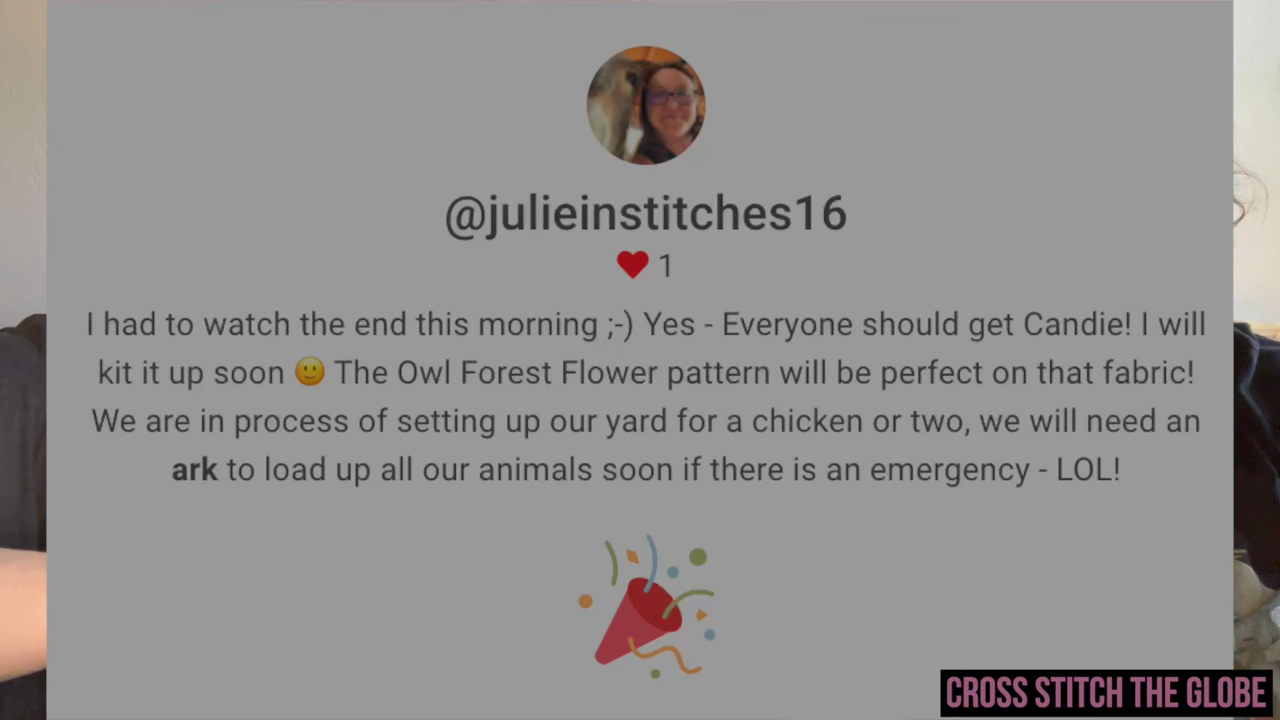 @julieinstitches16
1
I had to watch the end this morning ;-) Yes - Everyone should get Candie! I will
kit it up soon 🙂 The Owl Forest Flower pattern will be perfect on that fabric!
We are in process of setting up our yard for a chicken or two, we will need an
ark to load up all our animals soon if there is an emergency - LOL!
CROSS STITCH THE GLOBE